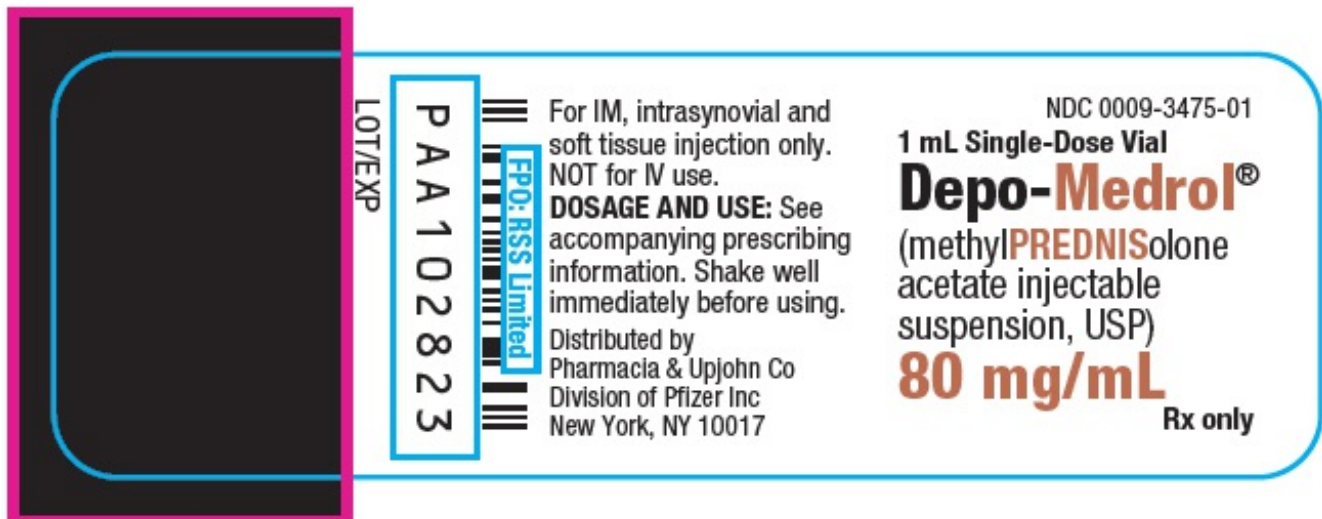 LOT/EXP
PAA102823
FPO: RSS Limited
For IM, intrasynovial and
soft tissue injection only.
NOT for IV use.
DOSAGE AND USE: See
accompanying prescribing
information. Shake well
immediately before using.
Distributed by
Pharmacia & Upjohn Co
Division of Pfizer Inc
New York, NY 10017
NDC 0009-3475-01
1 mL Single-Dose Vial
Depo-Medrol®
(methylPREDNISolone
acetate injectable
suspension, USP)
80 mg/mL
Rx only